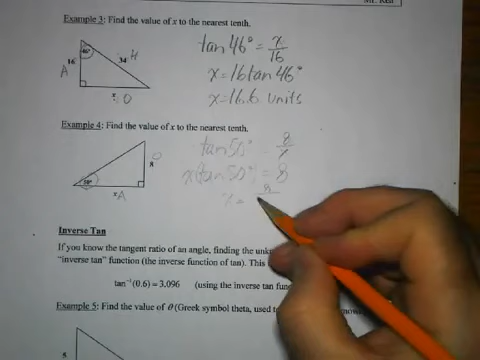 Example 3: Find the value of x to the nearest tenth.
46°
16
A
34 H
x
O
tan 46° = x/16
x = 16 tan 46°
x = 16.6 units
Example 4: Find the value of x to the nearest tenth.
50°
8
O
x A
tan 50° = 8/x
x(tan 50°) = 8
x = 8
Inverse Tan
If you know the tangent ratio of an angle, finding the
"inverse tan" function (the inverse function of tan). This
tan⁻¹(0.6) = 3.096 (using the inverse tan
Example 5: Find the value of θ (Greek symbol theta, used
5